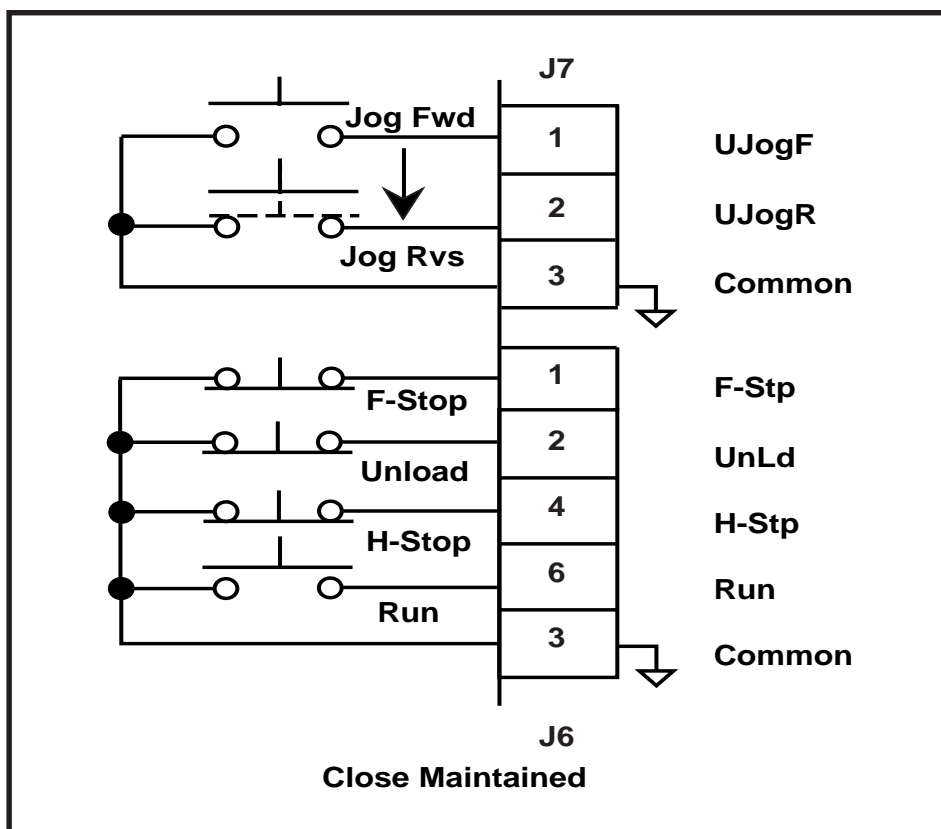 J7
Jog Fwd
1
UJogF
2
UJogR
Jog Rvs
3
Common
1
F-Stp
F-Stop
2
UnLd
Unload
4
H-Stp
H-Stop
6
Run
Run
3
Common
J6
Close Maintained